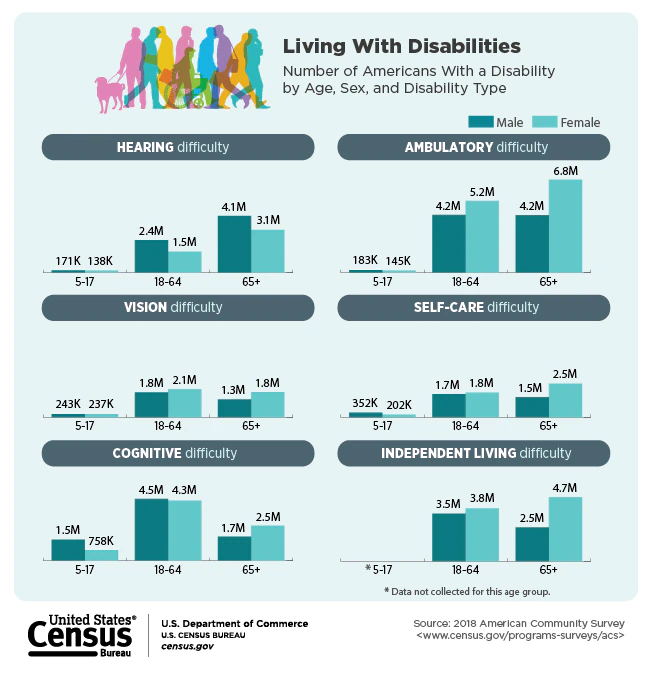 Living With Disabilities
Number of Americans With a Disability
by Age, Sex, and Disability Type
Male Female
HEARING difficulty
171K 138K
2.4M 1.5M
4.1M 3.1M
5-17 18-64 65+
AMBULATORY difficulty
183K 145K
4.2M 5.2M
4.2M 6.8M
5-17 18-64 65+
VISION difficulty
243K 237K
1.8M 2.1M
1.3M 1.8M
5-17 18-64 65+
SELF-CARE difficulty
352K 202K
1.7M 1.8M
1.5M 2.5M
5-17 18-64 65+
COGNITIVE difficulty
1.5M 758K
4.5M 4.3M
1.7M 2.5M
5-17 18-64 65+
INDEPENDENT LIVING difficulty
3.5M 3.8M
2.5M 4.7M
*5-17 18-64 65+
* Data not collected for this age group.
United States®
Census
Bureau
U.S. Department of Commerce
U.S. CENSUS BUREAU
census.gov
Source: 2018 American Community Survey
<www.census.gov/programs-surveys/acs>